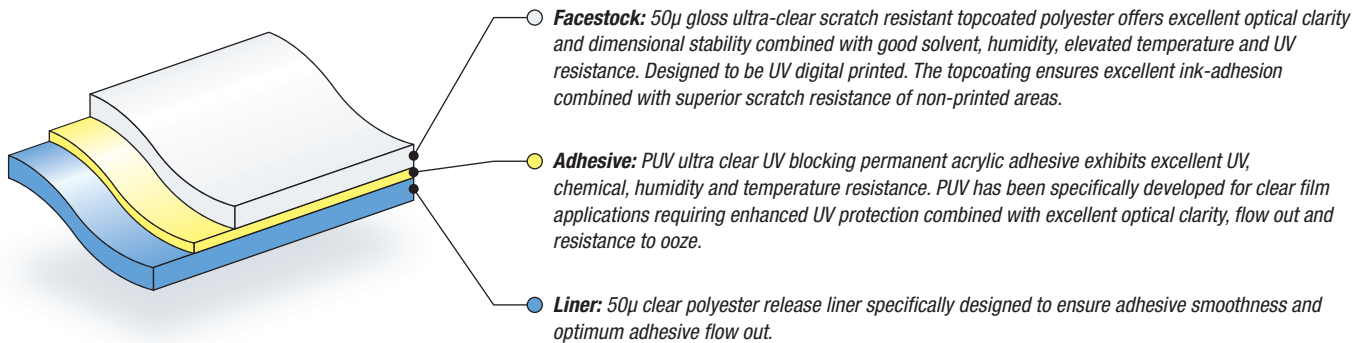 Facestock: 50µ gloss ultra-clear scratch resistant topcoated polyester offers excellent optical clarity
and dimensional stability combined with good solvent, humidity, elevated temperature and UV
resistance. Designed to be UV digital printed. The topcoating ensures excellent ink-adhesion
combined with superior scratch resistance of non-printed areas.
Adhesive: PUV ultra clear UV blocking permanent acrylic adhesive exhibits excellent UV,
chemical, humidity and temperature resistance. PUV has been specifically developed for clear film
applications requiring enhanced UV protection combined with excellent optical clarity, flow out and
resistance to ooze.
Liner: 50µ clear polyester release liner specifically designed to ensure adhesive smoothness and
optimum adhesive flow out.